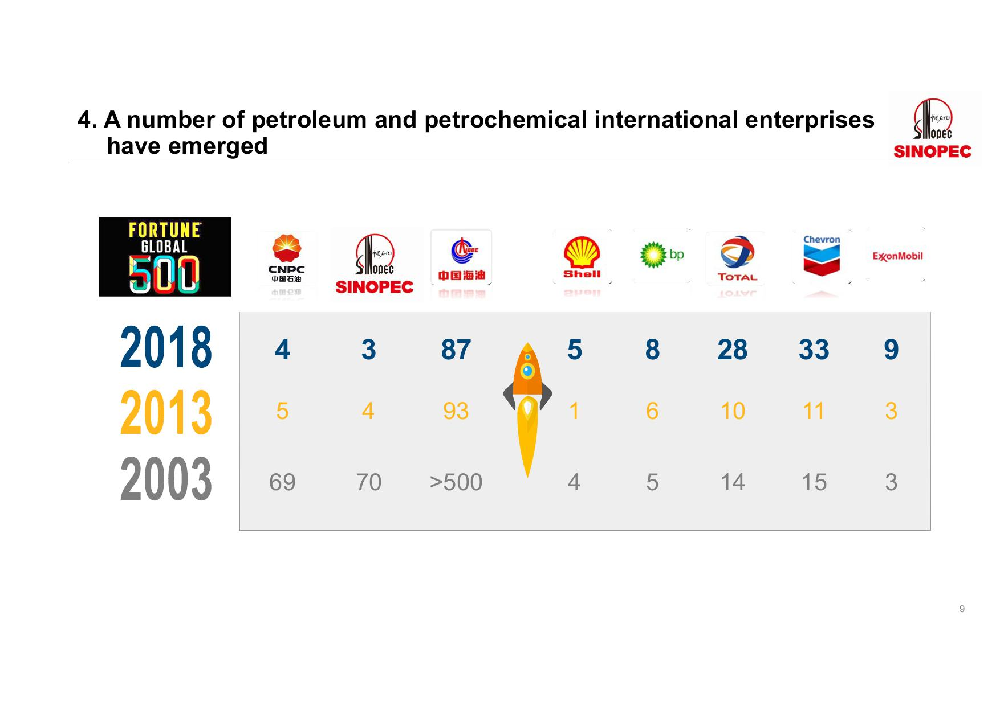 4. A number of petroleum and petrochemical international enterprises
have emerged
中国石化
SINOPEC
SINOPEC
FORTUNE
GLOBAL
500
CNPC
中国石油
中国石化
SINOPEC
SINOPEC
CNOOC
中国海油
Shell
bp
TOTAL
Chevron
ExxonMobil
2018 4 3 87 5 8 28 33 9
2013 5 4 93 1 6 10 11 3
2003 69 70 >500 4 5 14 15 3
9